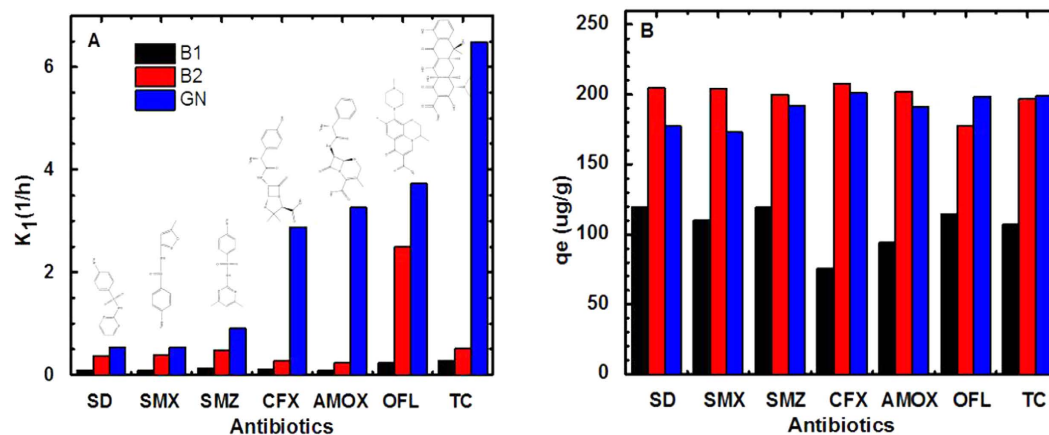 A
B1
B2
GN
6
4
2
0
K1(1/h)
SD SMX SMZ CFX AMOX OFL TC
Antibiotics
B
250
200
150
100
50
0
qe (ug/g)
SD SMX SMZ CFX AMOX OFL TC
Antibiotics